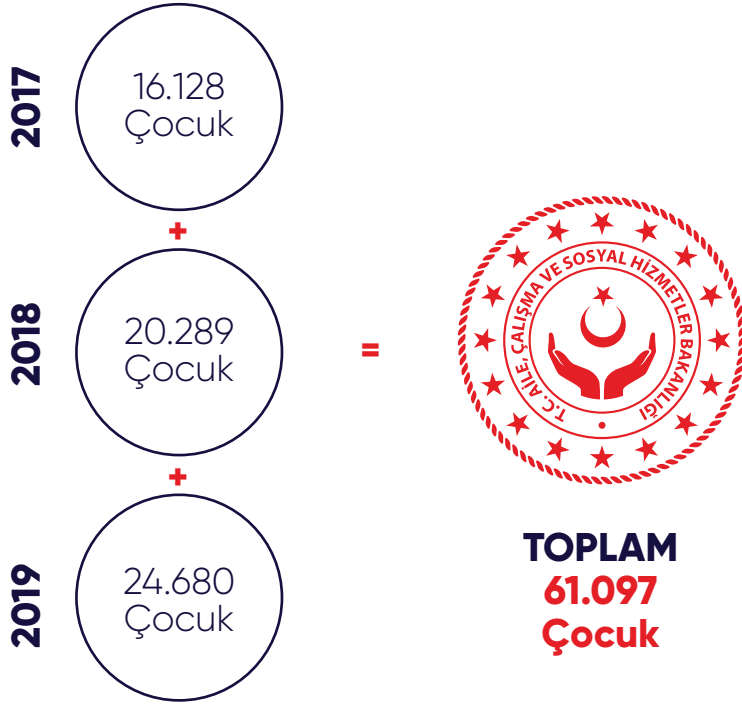 2017
16.128
Çocuk
+
2018
20.289
Çocuk
+
2019
24.680
Çocuk
=
T.C. AİLE, ÇALIŞMA VE SOSYAL HİZMETLER BAKANLIĞI
TOPLAM
61.097
Çocuk